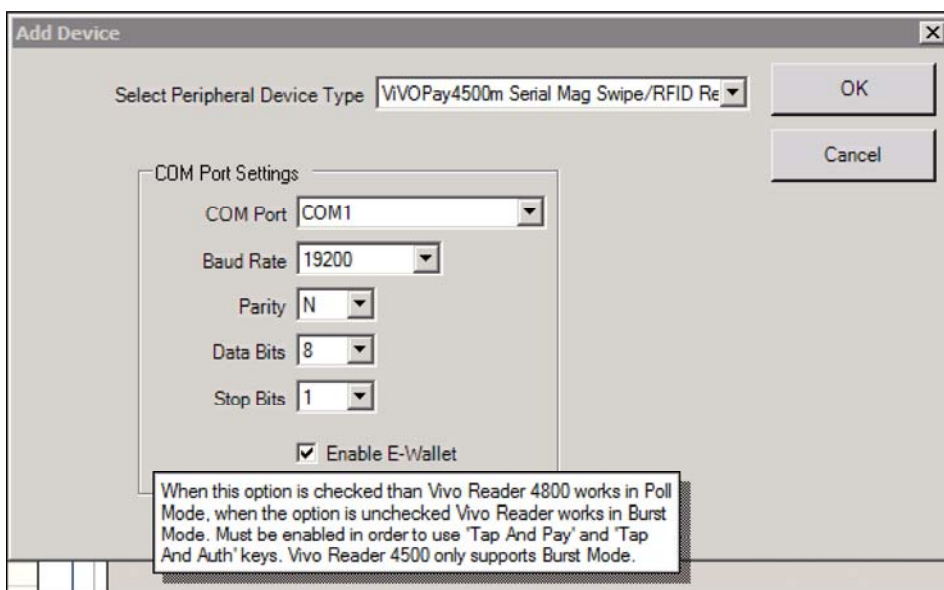 Add Device
Select Peripheral Device Type ViVOPay4500m Serial Mag Swipe/RFID Re
OK
Cancel
COM Port Settings
COM Port COM1
Baud Rate 19200
Parity N
Data Bits 8
Stop Bits 1
Enable E-Wallet
When this option is checked than Vivo Reader 4800 works in Poll
Mode, when the option is unchecked Vivo Reader works in Burst
Mode. Must be enabled in order to use 'Tap And Pay' and 'Tap
And Auth' keys. Vivo Reader 4500 only supports Burst Mode.